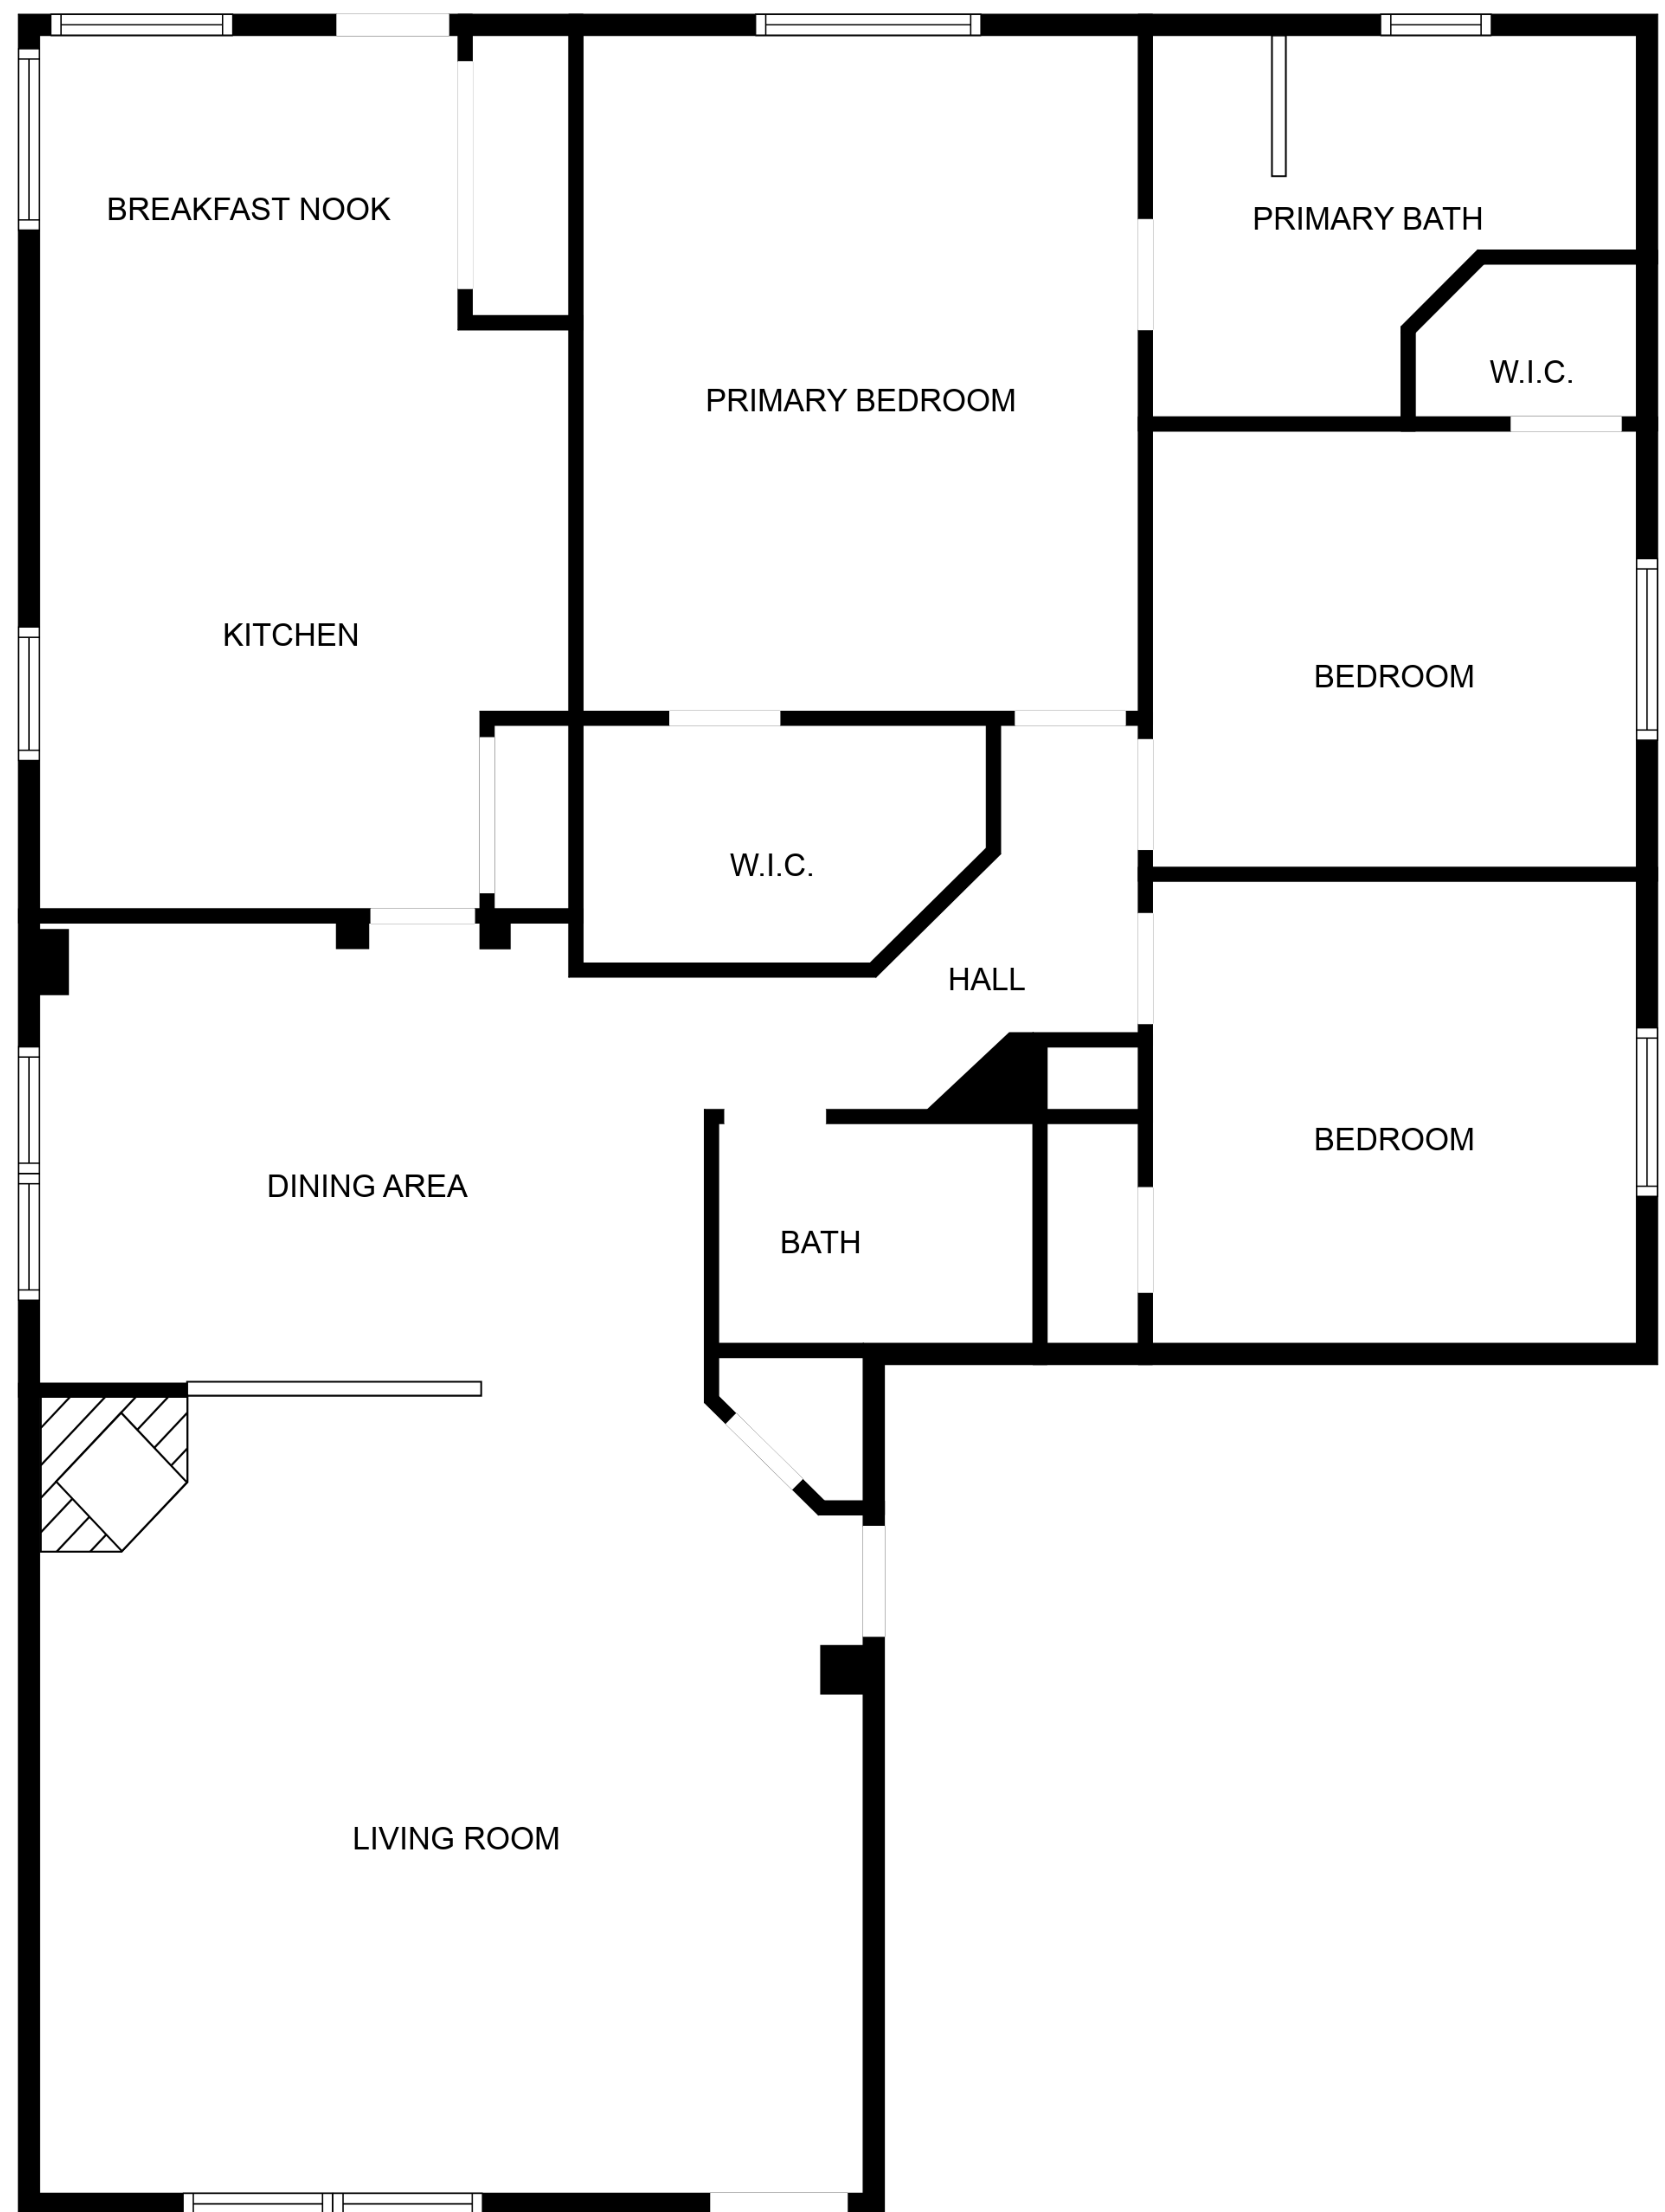 BREAKFAST NOOK
PRIMARY BATH
W.I.C.
PRIMARY BEDROOM
KITCHEN
BEDROOM
W.I.C.
HALL
BEDROOM
DINING AREA
BATH
LIVING ROOM